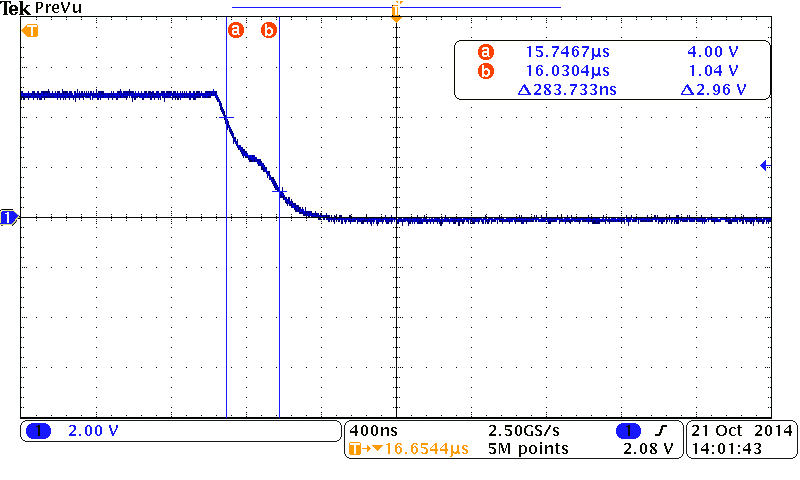 Tek PreVu
T
a b
T
a 15.7467µs 4.00 V
b 16.0304µs 1.04 V
Δ283.733ns Δ2.96 V
1
1 2.00 V
400ns 2.50GS/s 1 21 Oct 2014
T→▼16.6544µs 5M points 2.08 V 14:01:43